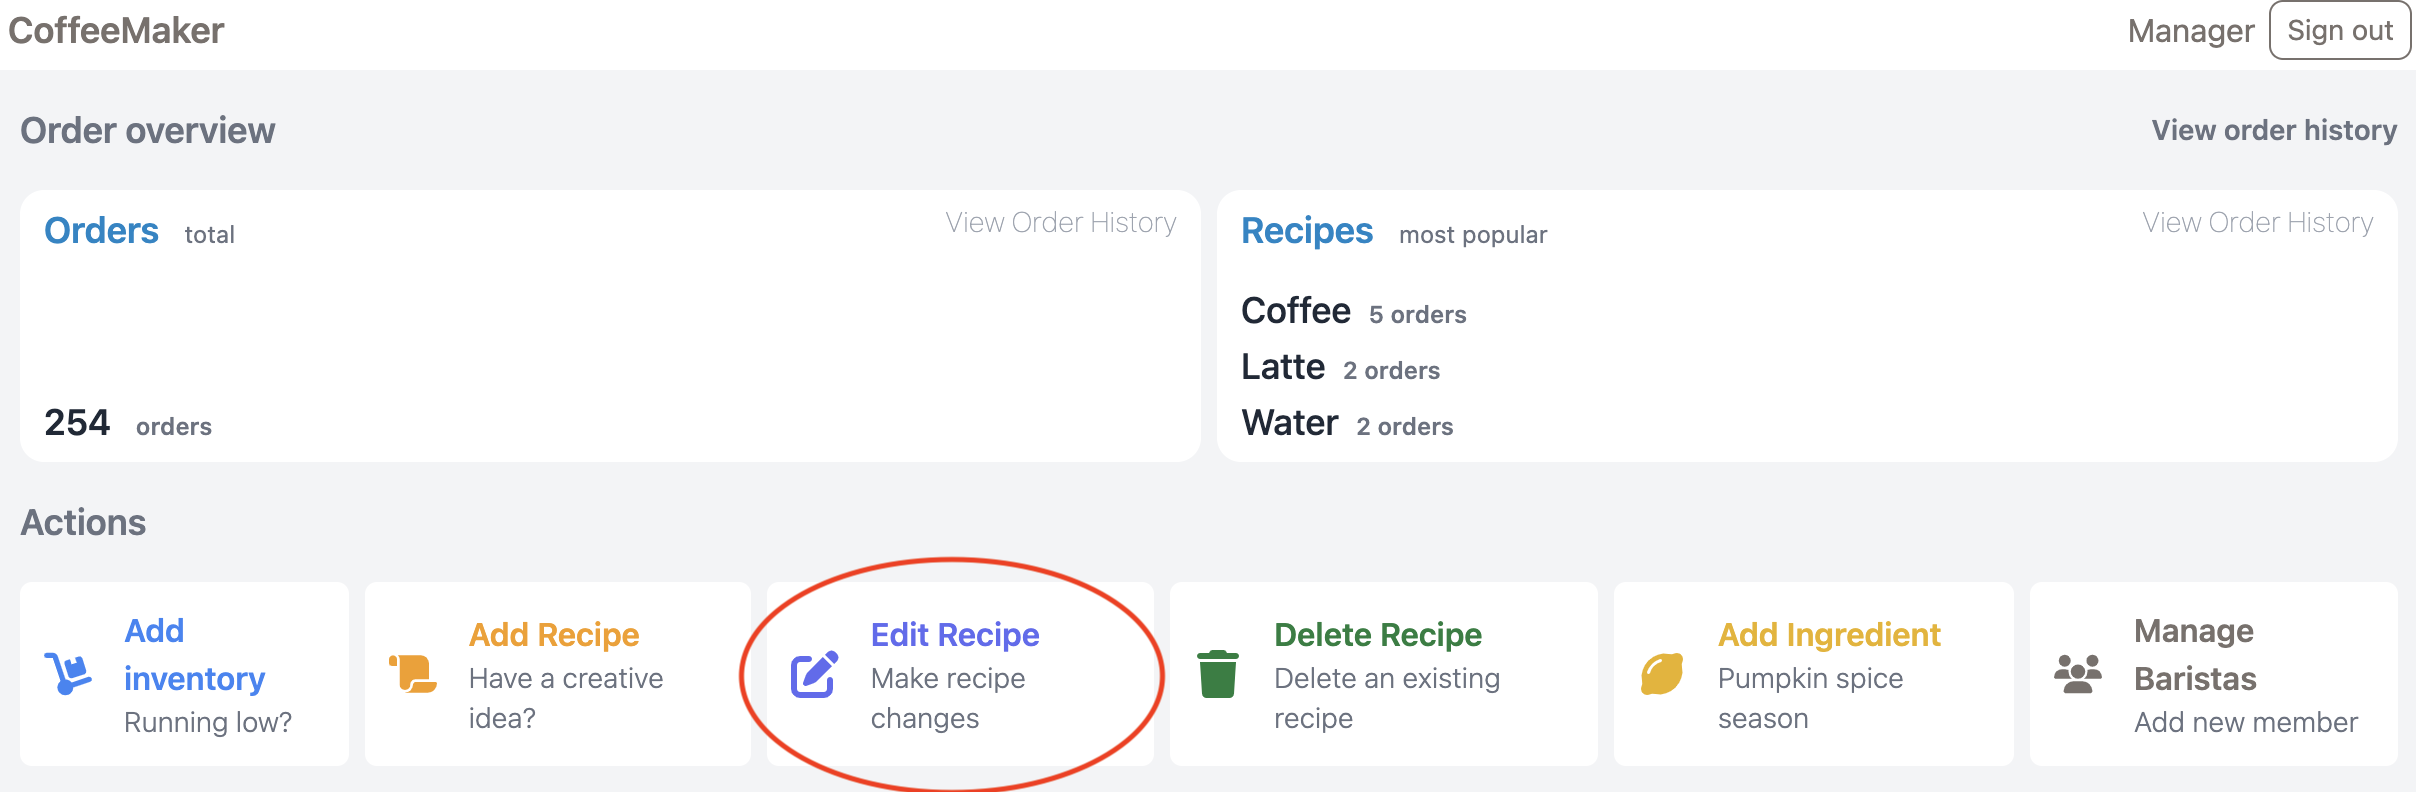 CoffeeMaker
Manager
Sign out
Order overview
View order history
Orders total
View Order History
254 orders
Recipes most popular
View Order History
Coffee 5 orders
Latte 2 orders
Water 2 orders
Actions
Add
inventory
Running low?
Add Recipe
Have a creative
idea?
Edit Recipe
Make recipe
changes
Delete Recipe
Delete an existing
recipe
Add Ingredient
Pumpkin spice
season
Manage
Baristas
Add new member